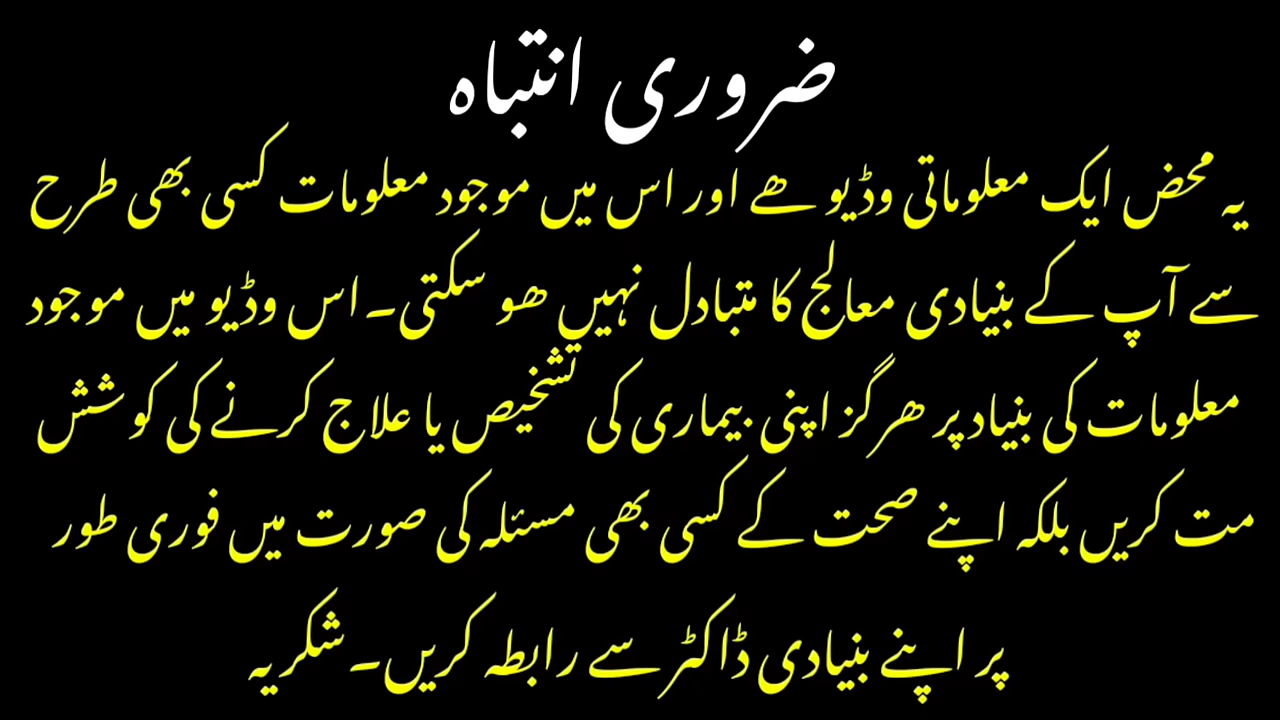 ضروری انتباہ
یہ محض ایک معلوماتی وڈیو ھے اور اس میں موجود معلومات کسی بھی طرح
سے آپ کے بنیادی معالج کا متبادل نہیں ھو سکتی۔اس وڈیو میں موجود
معلومات کی بنیاد پر ھرگز اپنی بیماری کی تشخیص یا علاج کرنے کی کوشش
مت کریں بلکہ اپنے صحت کے کسی بھی مسئلہ کی صورت میں فوری طور
پر اپنے بنیادی ڈاکٹر سے رابطہ کریں۔شکریہ